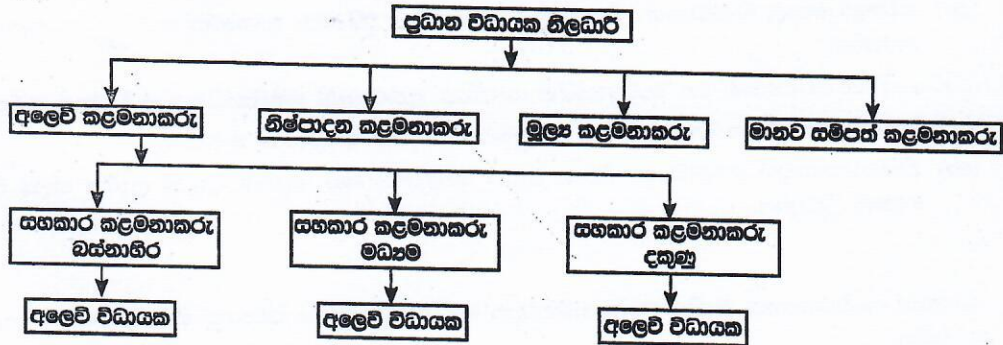 ප්‍රධාන විධායක නිලධාරී
අලෙවි කළමනාකරු
නිෂ්පාදන කළමනාකරු
මූල්‍ය කළමනාකරු
මානව සම්පත් කළමනාකරු
සහකාර කළමනාකරු
බස්නාහිර
සහකාර කළමනාකරු
මධ්‍යම
සහකාර කළමනාකරු
දකුණු
අලෙවි විධායක
අලෙවි විධායක
අලෙවි විධායක